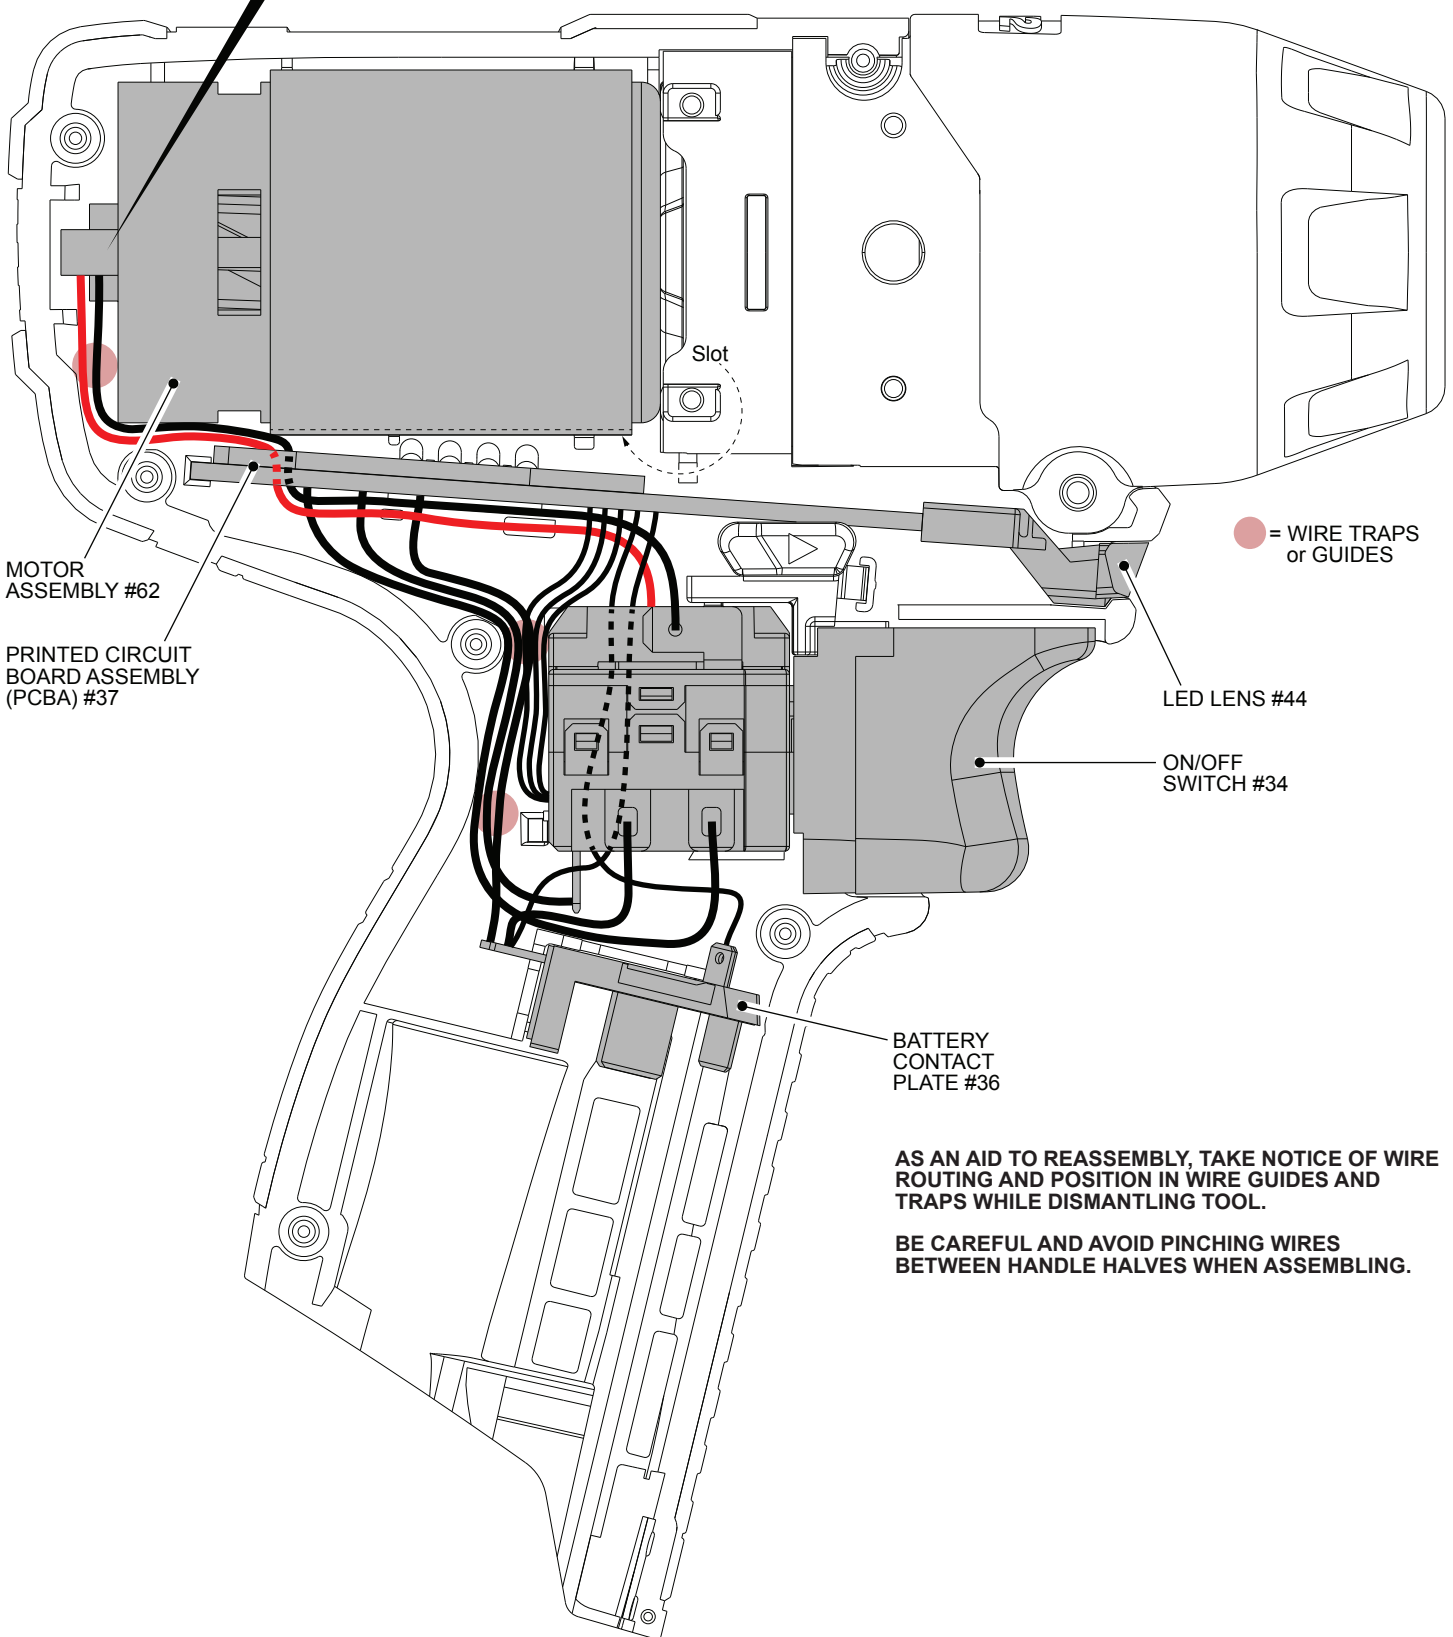 Slot
= WIRE TRAPS
or GUIDES
MOTOR
ASSEMBLY #62
PRINTED CIRCUIT
BOARD ASSEMBLY
(PCBA) #37
LED LENS #44
ON/OFF
SWITCH #34
BATTERY
CONTACT
PLATE #36
AS AN AID TO REASSEMBLY, TAKE NOTICE OF WIRE
ROUTING AND POSITION IN WIRE GUIDES AND
TRAPS WHILE DISMANTLING TOOL.
BE CAREFUL AND AVOID PINCHING WIRES
BETWEEN HANDLE HALVES WHEN ASSEMBLING.